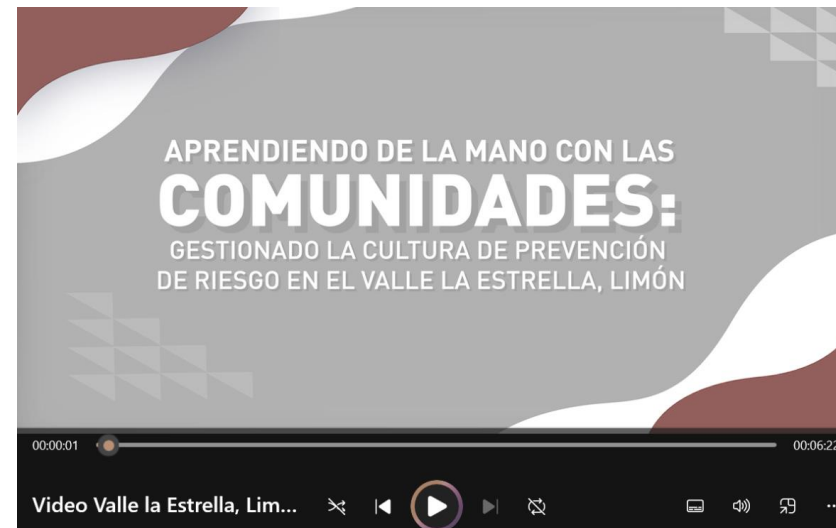 APRENDIENDO DE LA MANO CON LAS
COMUNIDADES:
GESTIONADO LA CULTURA DE PREVENCIÓN
DE RIESGO EN EL VALLE LA ESTRELLA, LIMÓN
00:00:01
00:06:22
Video Valle la Estrella, Lim...